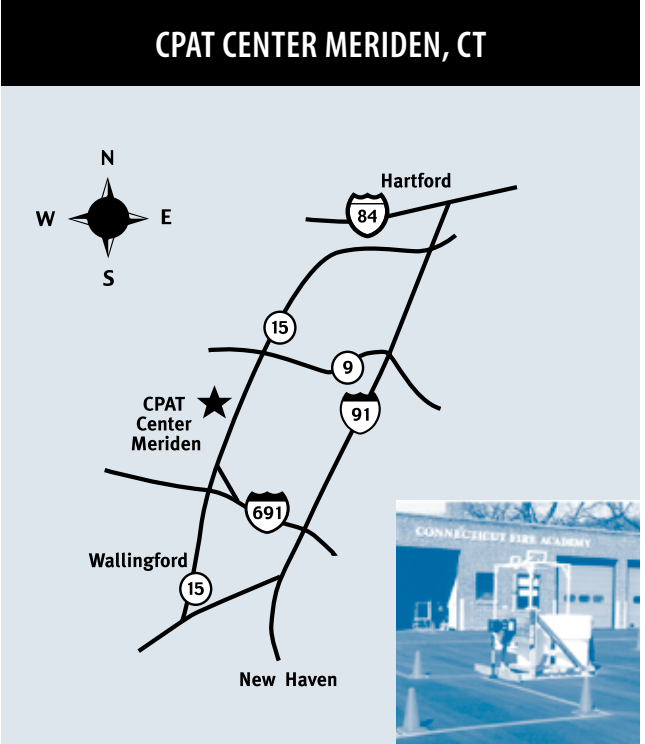 CPAT CENTER MERIDEN, CT
N
W E
S
Hartford
84
15
9
CPAT
Center
Meriden
91
691
Wallingford
15
New Haven
CONNECTICUT FIRE ACADEMY